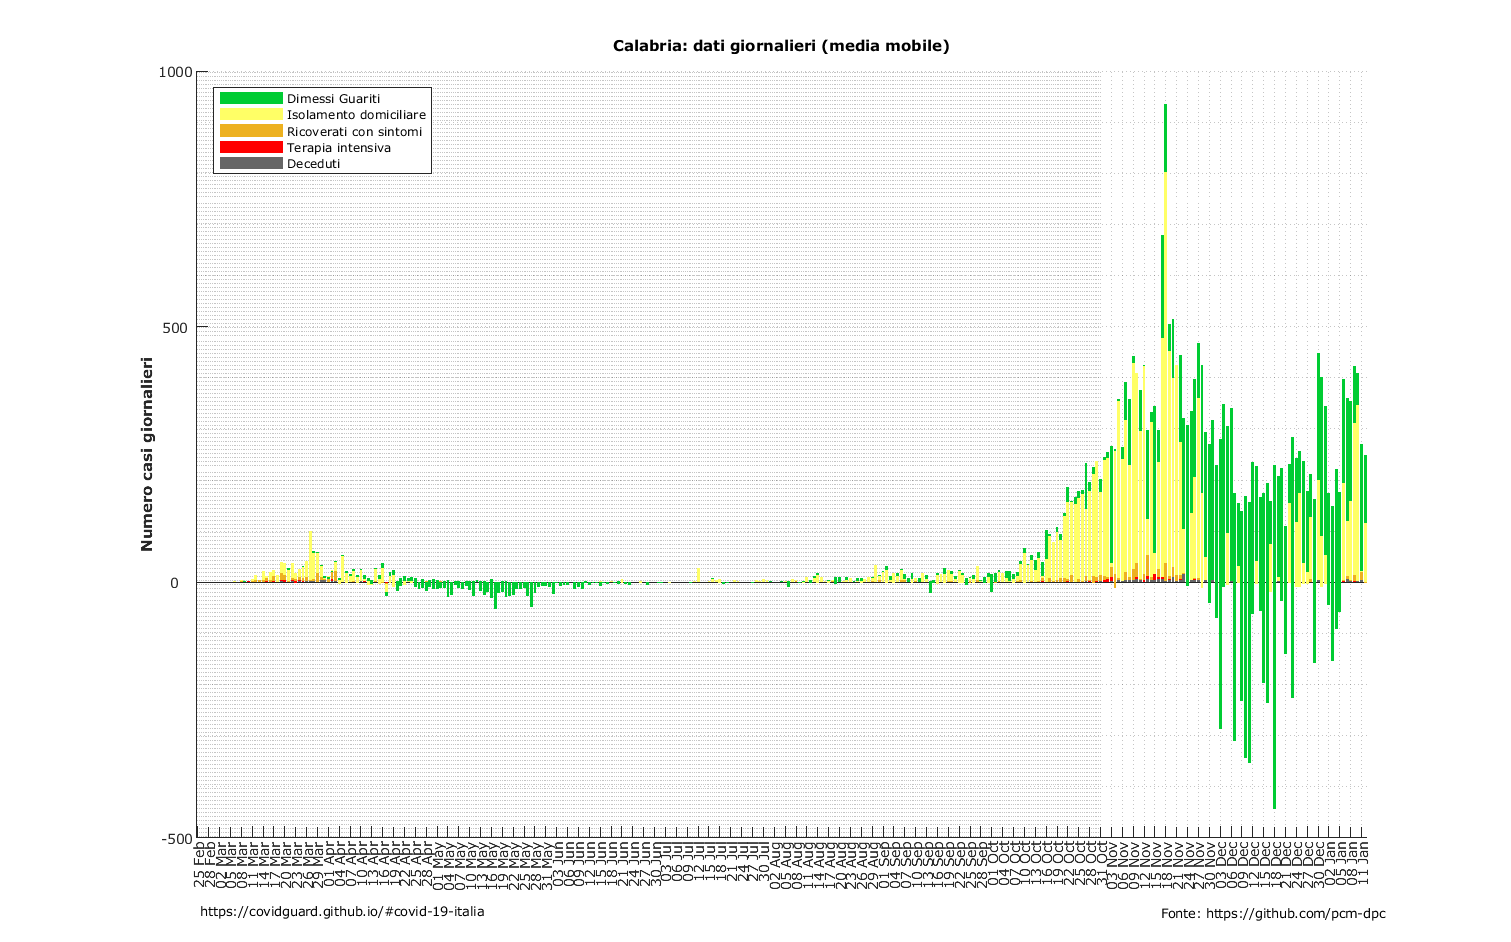 Calabria: dati giornalieri (media mobile)
1000
500
0
-500
Numero casi giornalieri
Dimessi Guariti
Isolamento domiciliare
Ricoverati con sintomi
Terapia intensiva
Deceduti
25 Feb
28 Feb
02 Mar
05 Mar
08 Mar
11 Mar
14 Mar
17 Mar
20 Mar
23 Mar
26 Mar
29 Mar
01 Apr
04 Apr
07 Apr
10 Apr
13 Apr
16 Apr
19 Apr
22 Apr
25 Apr
28 Apr
01 May
04 May
07 May
10 May
13 May
16 May
19 May
22 May
25 May
28 May
31 May
03 Jun
06 Jun
09 Jun
12 Jun
15 Jun
18 Jun
21 Jun
24 Jun
27 Jun
30 Jun
03 Jul
06 Jul
09 Jul
12 Jul
15 Jul
18 Jul
21 Jul
24 Jul
27 Jul
30 Jul
02 Aug
05 Aug
08 Aug
11 Aug
14 Aug
17 Aug
20 Aug
23 Aug
26 Aug
29 Aug
01 Sep
04 Sep
07 Sep
10 Sep
13 Sep
16 Sep
19 Sep
22 Sep
25 Sep
28 Sep
01 Oct
04 Oct
07 Oct
10 Oct
13 Oct
16 Oct
19 Oct
22 Oct
25 Oct
28 Oct
31 Oct
03 Nov
06 Nov
09 Nov
12 Nov
15 Nov
18 Nov
21 Nov
24 Nov
27 Nov
30 Nov
03 Dec
06 Dec
09 Dec
12 Dec
15 Dec
18 Dec
21 Dec
24 Dec
27 Dec
30 Dec
02 Jan
05 Jan
08 Jan
11 Jan
https://covidguard.github.io/#covid-19-italia
Fonte: https://github.com/pcm-dpc